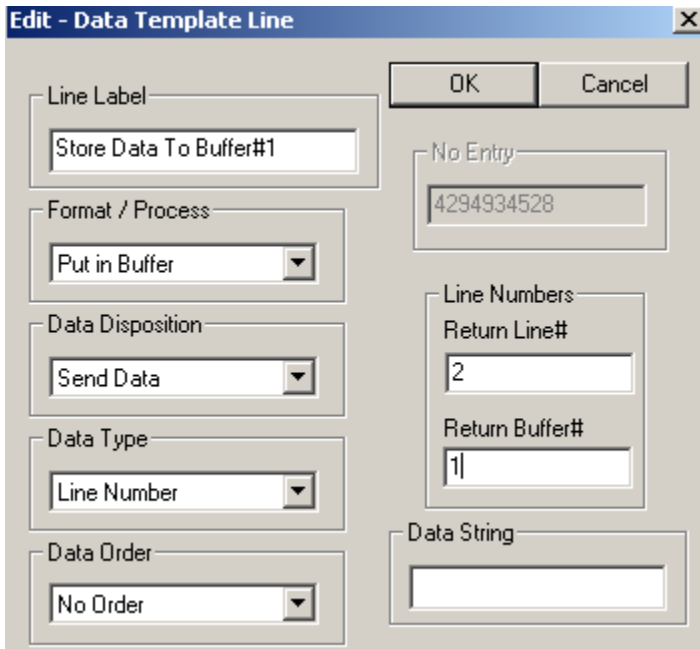 Edit - Data Template Line
OK
Cancel
Line Label
Store Data To Buffer#1
No Entry
4294934528
Format / Process
Put in Buffer
Line Numbers
Return Line#
2
Data Disposition
Send Data
Return Buffer#
1
Data Type
Line Number
Data String
Data Order
No Order